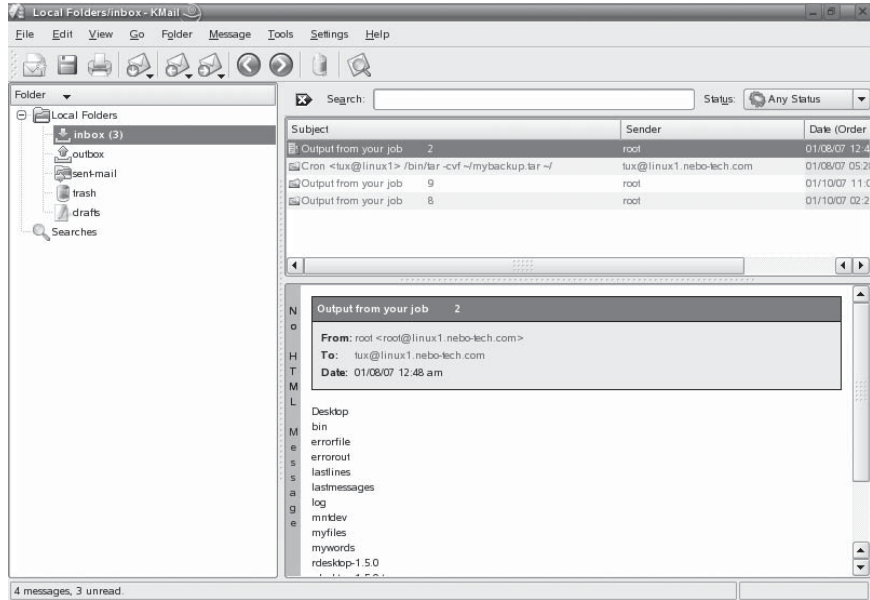 Local Folders/inbox - KMail
File Edit View Go Folder Message Tools Settings Help
Folder
Search:
Status: Any Status
Local Folders
inbox (3)
outbox
sent-mail
trash
drafts
Searches
Subject Sender Date (Order
Output from your job 2 root 01/08/07 12:4
Cron <tux@linux1> /bin/tar -cvf ~/mybackup.tar ~/ tux@linux1.nebo-tech.com 01/08/07 05:20
Output from your job 9 root 01/10/07 11:0
Output from your job 8 root 01/10/07 02:2
No HTML Message
Output from your job 2
From: root <root@linux1.nebo-tech.com>
To: tux@linux1.nebo-tech.com
Date: 01/08/07 12:48 am
Desktop
bin
errorfile
errorout
lastlines
lastmessages
log
mntdev
myfiles
mywords
rdesktop-1.5.0
4 messages, 3 unread.